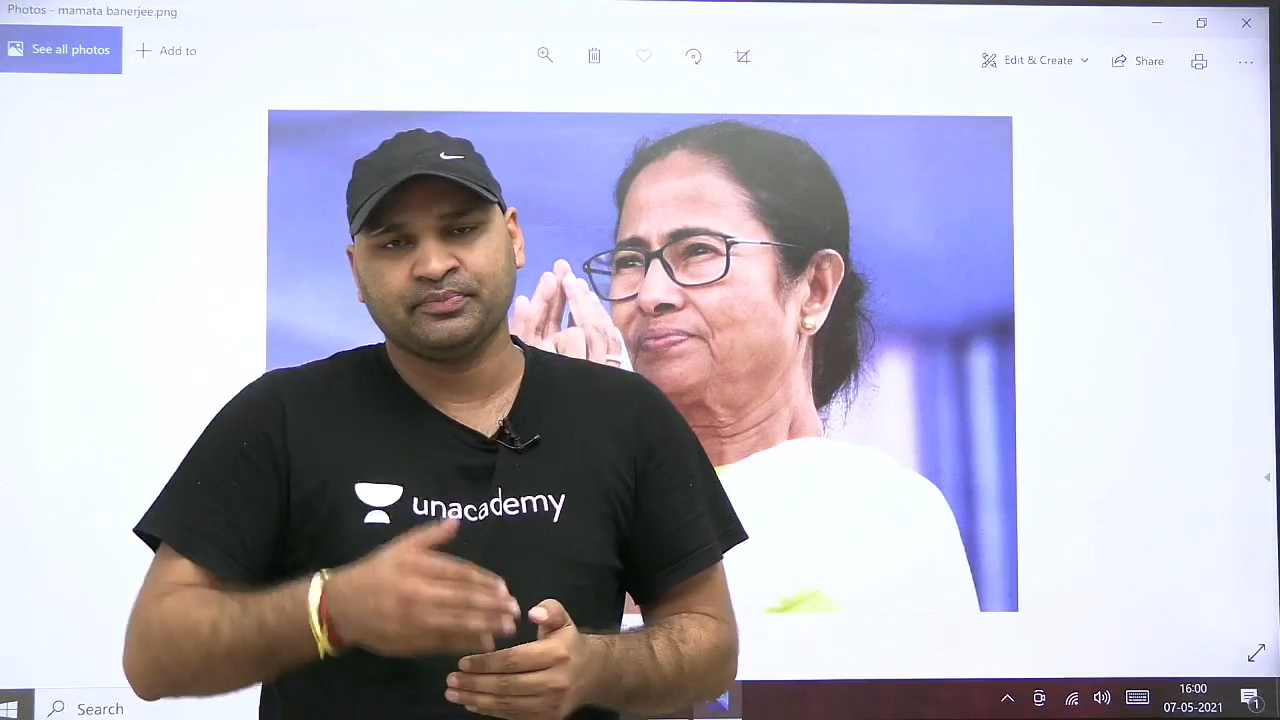 Photos - mamata banerjee.png
See all photos
Add to
Edit & Create
Share
unacademy
Search
16:00
07-05-2021
1